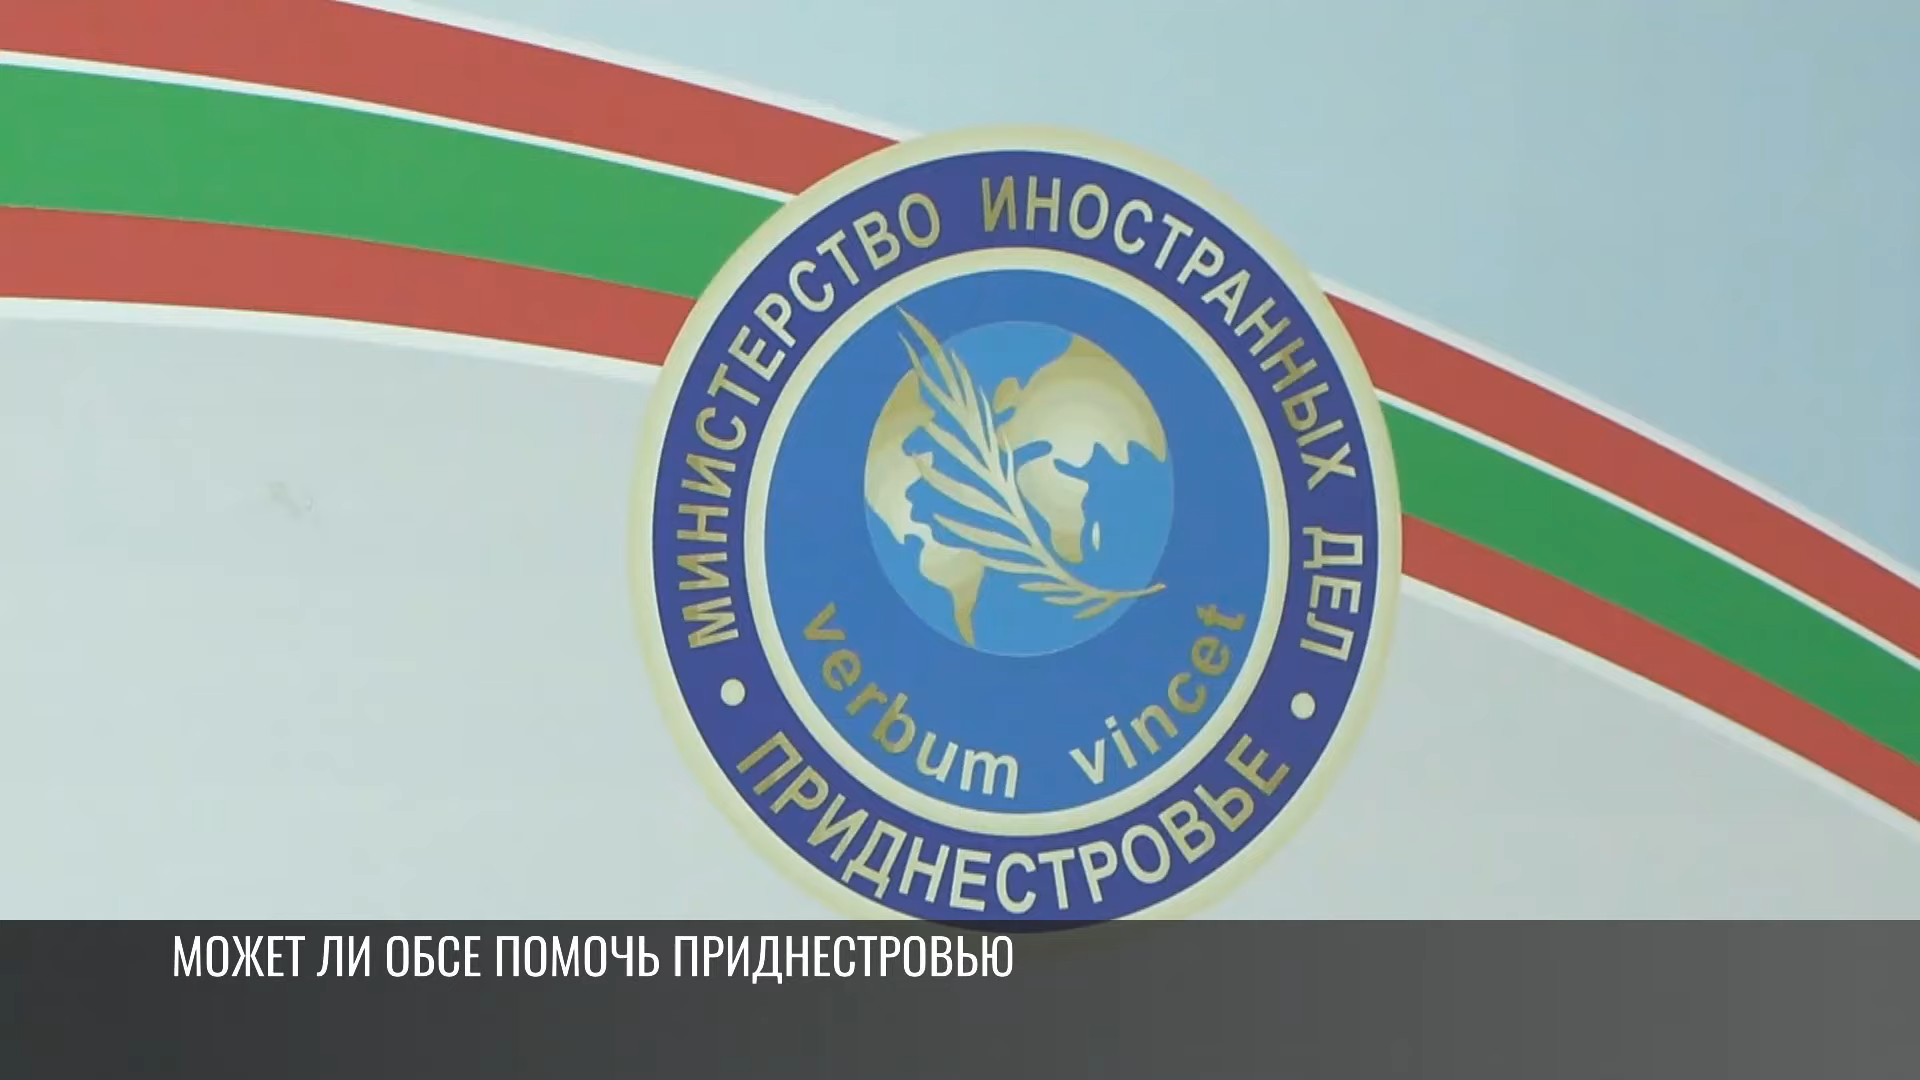 МИНИСТЕРСТВО ИНОСТРАННЫХ ДЕЛ
verbum vincet
• ПРИДНЕСТРОВЬЕ •
МОЖЕТ ЛИ ОБСЕ ПОМОЧЬ ПРИДНЕСТРОВЬЮ